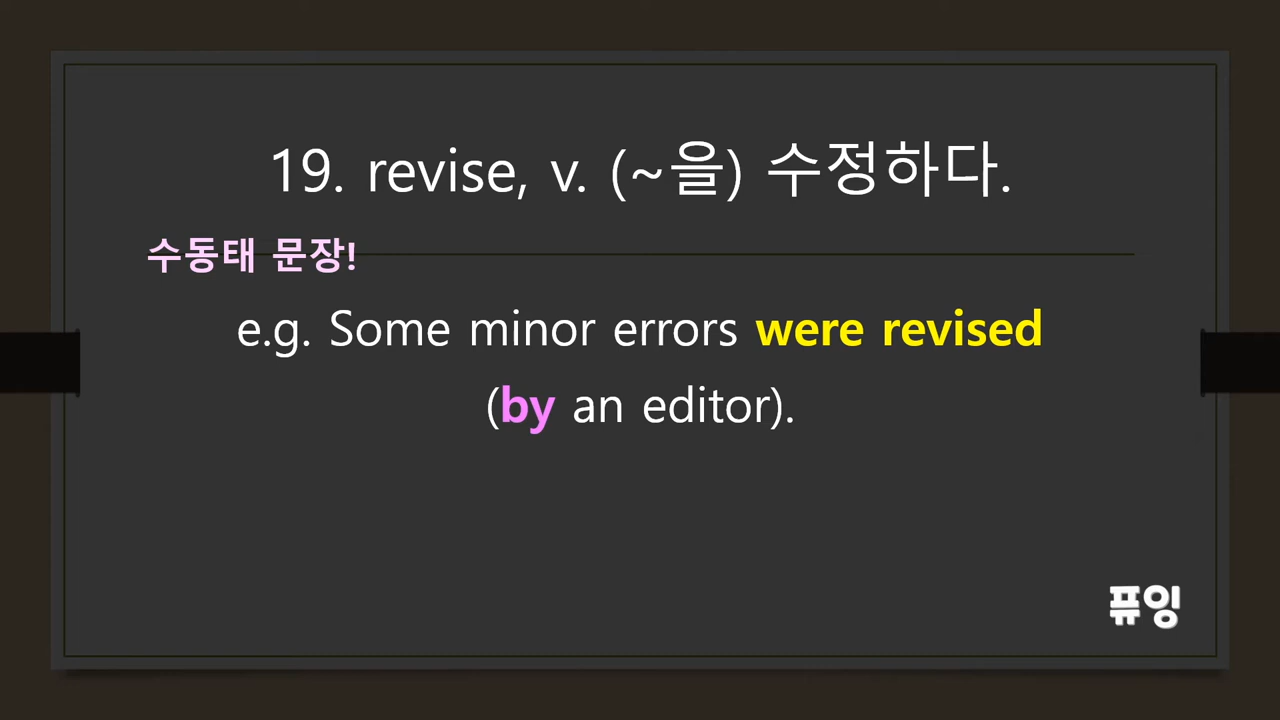 19. revise, v. (~을) 수정하다.
수동태 문장!
e.g. Some minor errors were revised
(by an editor).
퓨잉